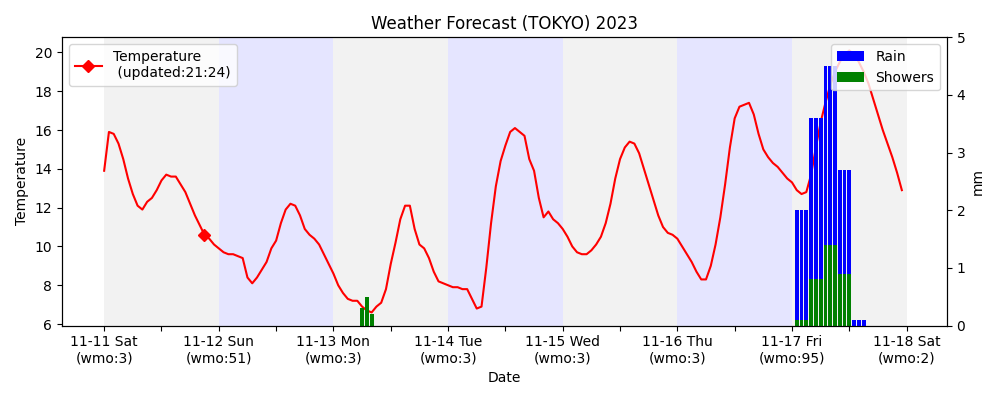 Weather Forecast (TOKYO) 2023
Temperature
(updated:21:24)
Rain
Showers
Temperature
20
18
16
14
12
10
8
6
5
4
3
2
1
0
mm
11-11 Sat
(wmo:3)
11-12 Sun
(wmo:51)
11-13 Mon
(wmo:3)
11-14 Tue
(wmo:3)
11-15 Wed
(wmo:3)
11-16 Thu
(wmo:3)
11-17 Fri
(wmo:95)
11-18 Sat
(wmo:2)
Date